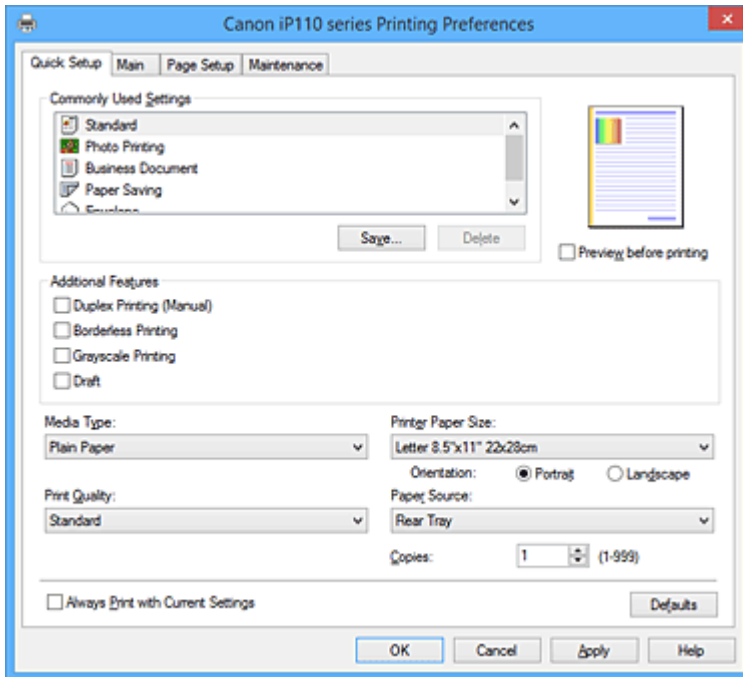 Canon iP110 series Printing Preferences
Quick Setup Main Page Setup Maintenance
Commonly Used Settings
Standard
Photo Printing
Business Document
Paper Saving
Envelope
Save... Delete
Preview before printing
Additional Features
Duplex Printing (Manual)
Borderless Printing
Grayscale Printing
Draft
Media Type: Printer Paper Size:
Plain Paper Letter 8.5"x11" 22x28cm
Orientation: Portrait Landscape
Print Quality: Paper Source:
Standard Rear Tray
Copies: 1 (1-999)
Always Print with Current Settings Defaults
OK Cancel Apply Help